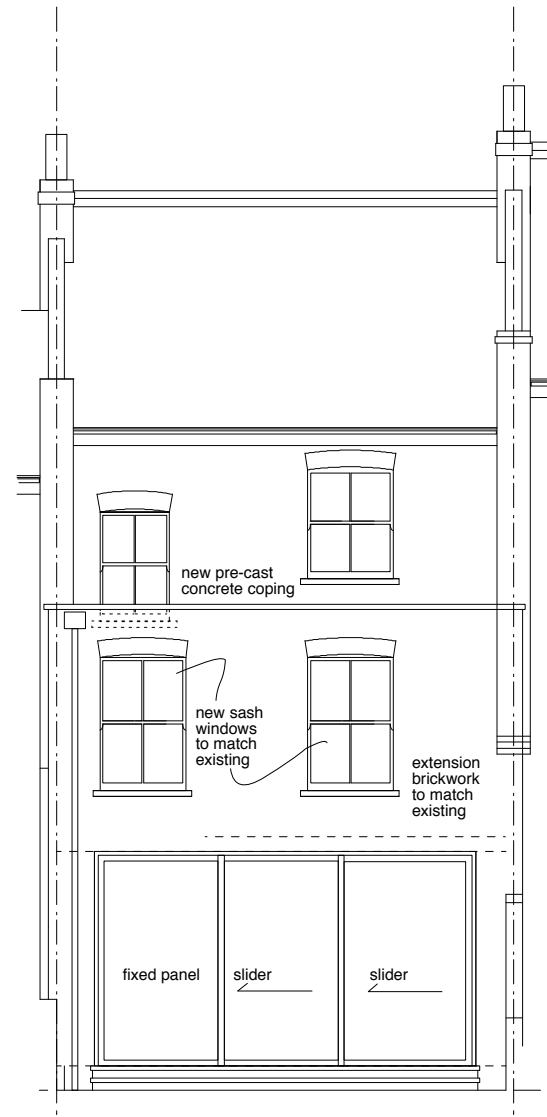 new pre-cast
concrete coping
new sash
windows
to match
existing
extension
brickwork
to match
existing
fixed panel
slider
slider